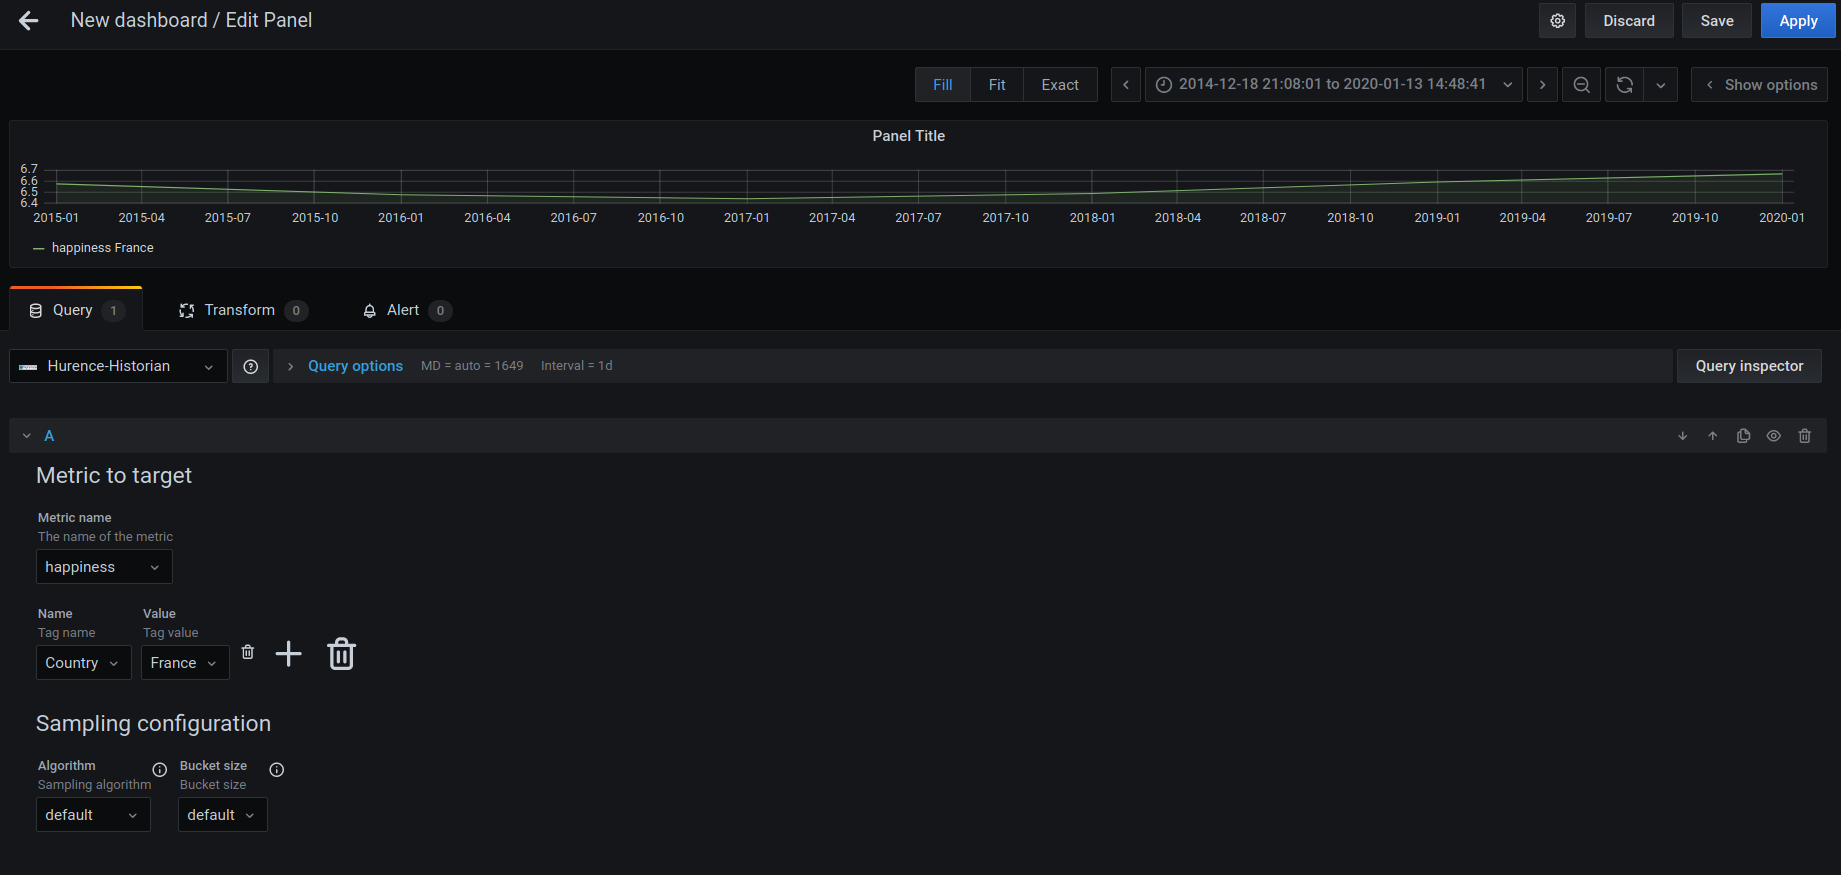 New dashboard / Edit Panel
Discard
Save
Apply
Fill
Fit
Exact
2014-12-18 21:08:01 to 2020-01-13 14:48:41
Show options
Panel Title
6.7
6.6
6.5
6.4
2015-01 2015-04 2015-07 2015-10 2016-01 2016-04 2016-07 2016-10 2017-01 2017-04 2017-07 2017-10 2018-01 2018-04 2018-07 2018-10 2019-01 2019-04 2019-07 2019-10 2020-01
happiness France
Query 1
Transform 0
Alert 0
Hurence-Historian
Query options MD = auto = 1649 Interval = 1d
Query inspector
A
Metric to target
Metric name
The name of the metric
happiness
Name Value
Tag name Tag value
Country France
Sampling configuration
Algorithm Bucket size
Sampling algorithm Bucket size
default default